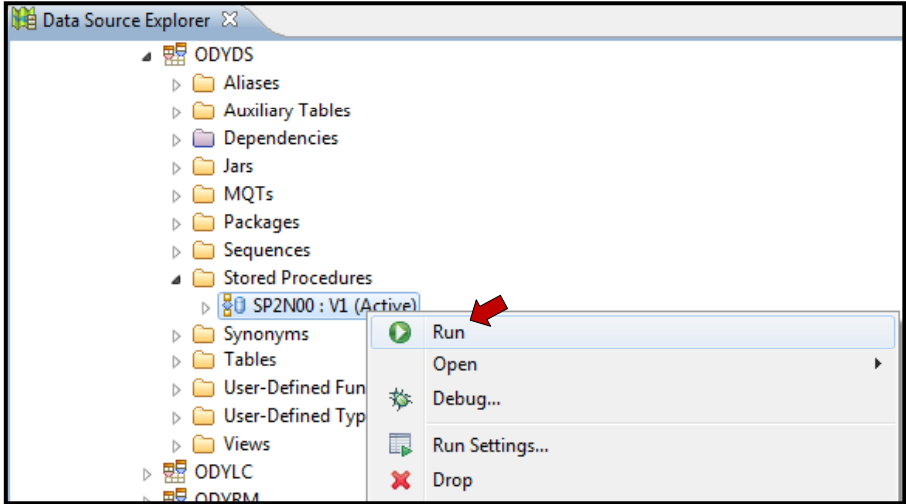 Data Source Explorer
ODYDS
Aliases
Auxiliary Tables
Dependencies
Jars
MQTs
Packages
Sequences
Stored Procedures
SP2N00 : V1 (Active)
Synonyms
Tables
User-Defined Fun
User-Defined Typ
Views
ODYLC
ODYRM
Run
Open
Debug...
Run Settings...
Drop